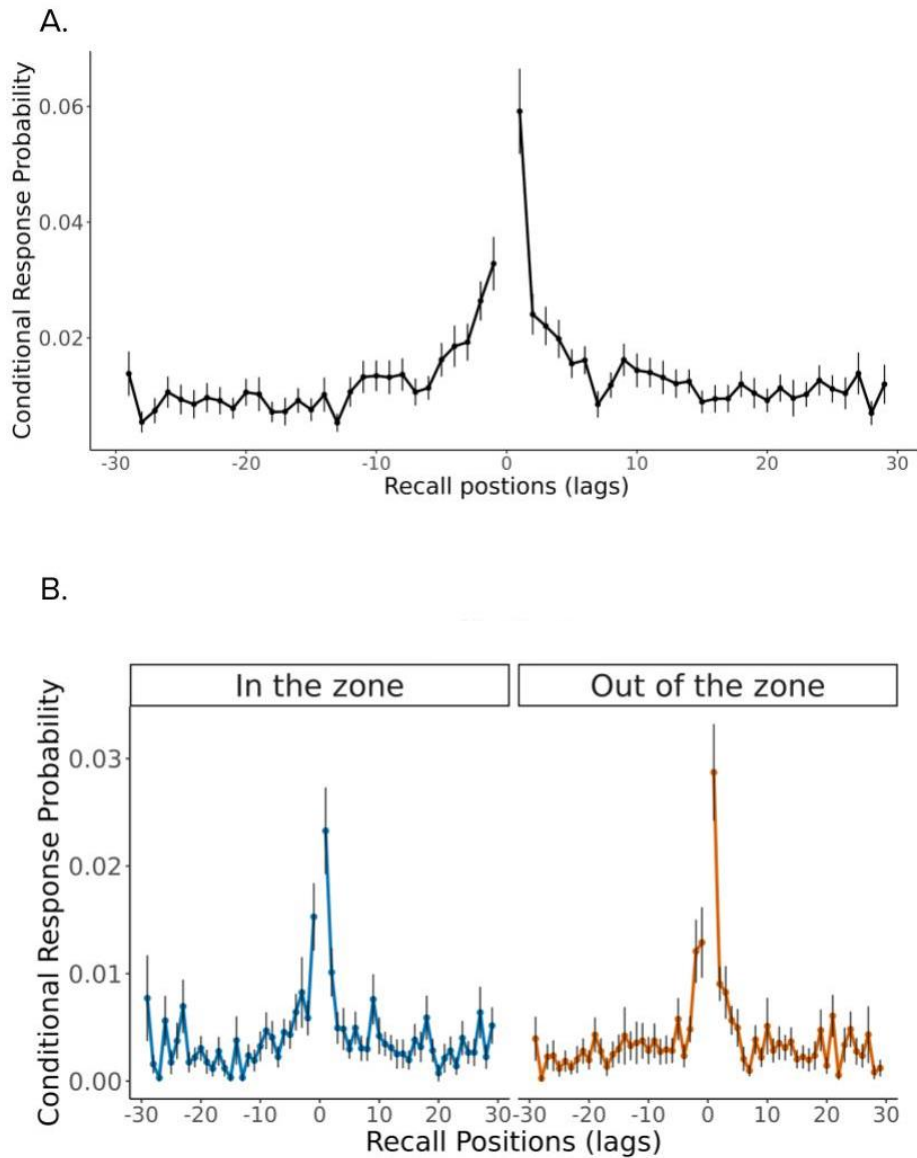 A.
Conditional Response Probability
0.06
0.04
0.02
-30 -20 -10 0 10 20 30
Recall postions (lags)
B.
In the zone Out of the zone
Conditional Response Probability
0.03
0.02
0.01
0.00
-30 -20 -10 0 10 20 30 -30 -20 -10 0 10 20 30
Recall Positions (lags)